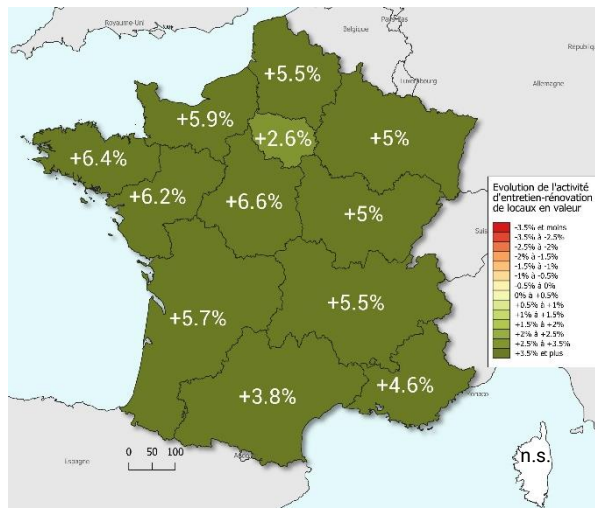 Royaume-Uni
Pays-Bas
Belgique
Luxembourg
Allemagne
+5.5%
+5.9%
+2.6%
+5%
+6.4%
+6.2%
+6.6%
+5%
+5.7%
+5.5%
+3.8%
+4.6%
Espagne
0 50 100
n.s.
Evolution de l'activité
d'entretien-rénovation
de locaux en valeur
-3.5% et moins
-3.5% à -2.5%
-2.5% à -2%
-2% à -1.5%
-1.5% à -1%
-1% à -0.5%
-0.5% à 0%
0% à +0.5%
+0.5% à +1%
+1% à +1.5%
+1.5% à +2%
+2% à +2.5%
+2.5% à +3.5%
+3.5% et plus